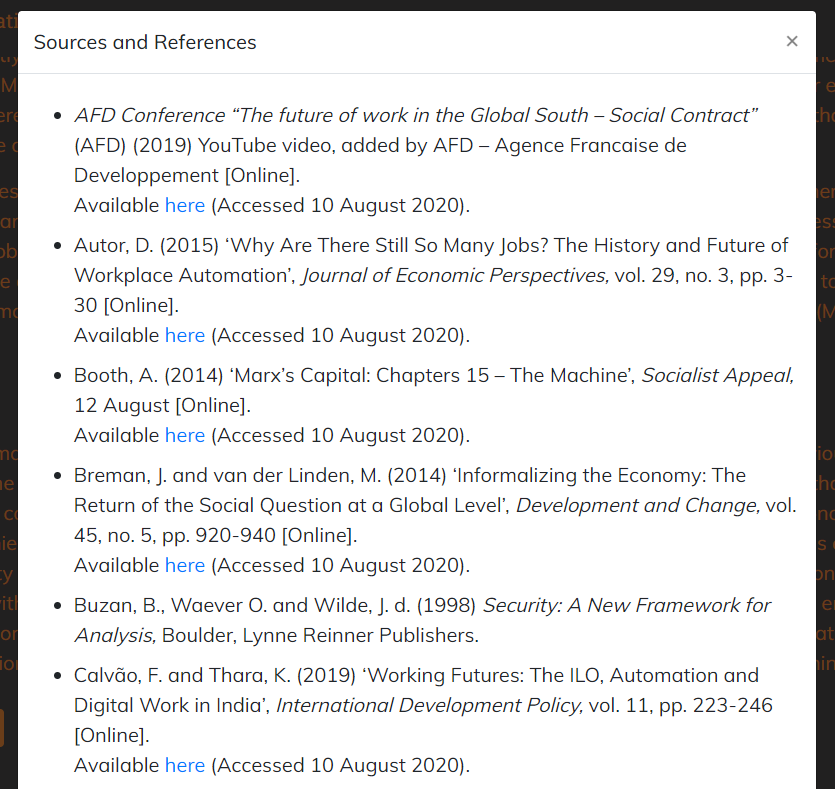 Sources and References ×
• AFD Conference “The future of work in the Global South – Social Contract”
(AFD) (2019) YouTube video, added by AFD – Agence Francaise de
Developpement [Online].
Available here (Accessed 10 August 2020).
• Autor, D. (2015) ‘Why Are There Still So Many Jobs? The History and Future of
Workplace Automation’, Journal of Economic Perspectives, vol. 29, no. 3, pp. 3-
30 [Online].
Available here (Accessed 10 August 2020).
• Booth, A. (2014) ‘Marx’s Capital: Chapters 15 – The Machine’, Socialist Appeal,
12 August [Online].
Available here (Accessed 10 August 2020).
• Breman, J. and van der Linden, M. (2014) ‘Informalizing the Economy: The
Return of the Social Question at a Global Level’, Development and Change, vol.
45, no. 5, pp. 920-940 [Online].
Available here (Accessed 10 August 2020).
• Buzan, B., Waever O. and Wilde, J. d. (1998) Security: A New Framework for
Analysis, Boulder, Lynne Reinner Publishers.
• Calvão, F. and Thara, K. (2019) ‘Working Futures: The ILO, Automation and
Digital Work in India’, International Development Policy, vol. 11, pp. 223-246
[Online].
Available here (Accessed 10 August 2020).